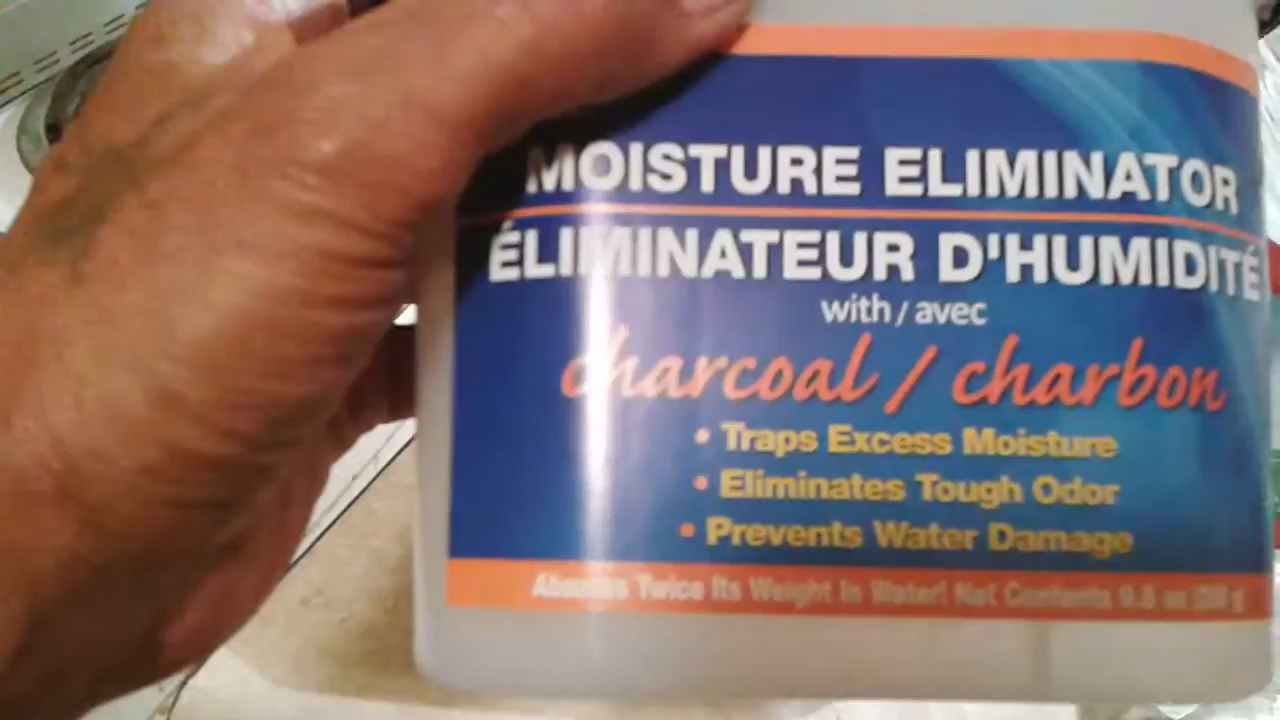 MOISTURE ELIMINATOR
ÉLIMINATEUR D'HUMIDITÉ
with / avec
charcoal / charbon
• Traps Excess Moisture
• Eliminates Tough Odor
• Prevents Water Damage
Absorbs Twice Its Weight In Water! Net Contents